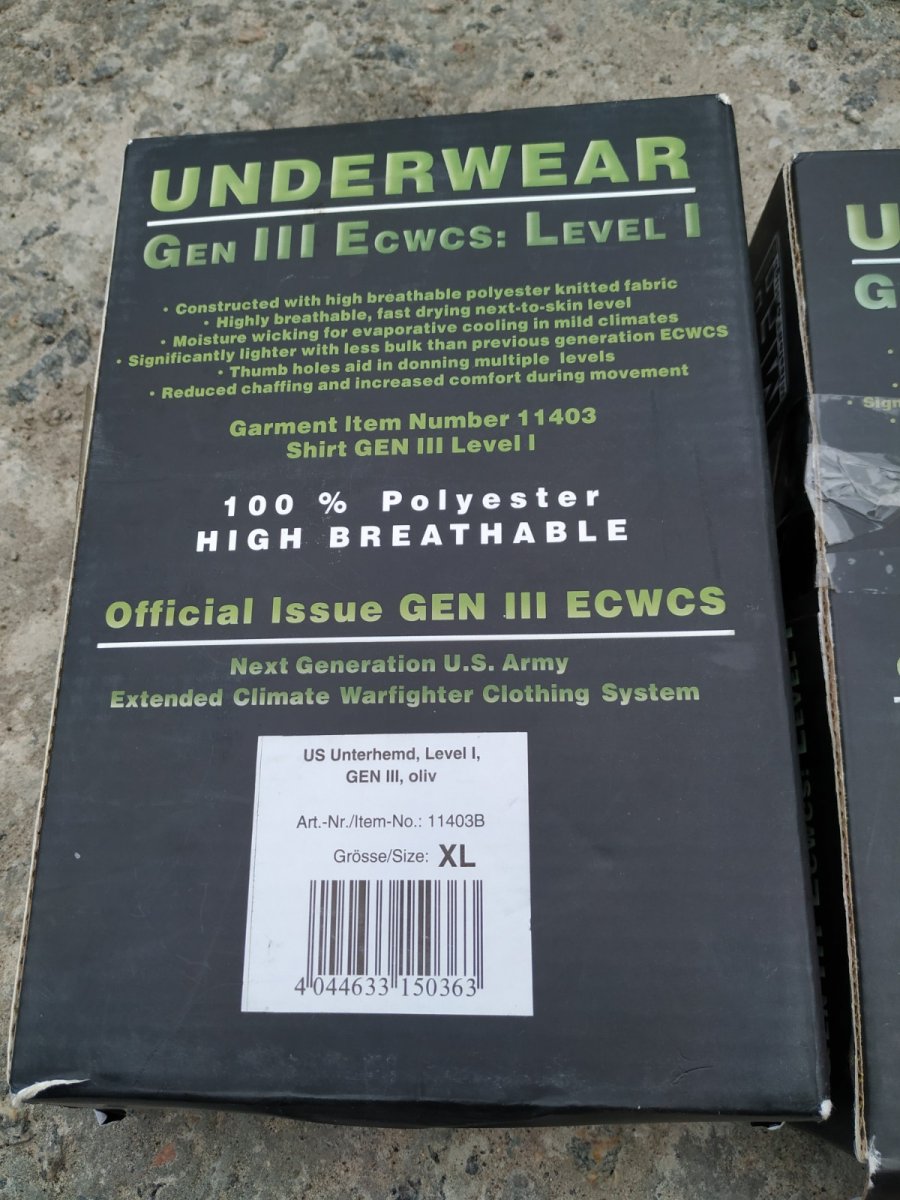 UNDERWEAR
GEN III ECWCS: LEVEL I
• Constructed with high breathable polyester knitted fabric
• Highly breathable, fast drying next-to-skin level
• Moisture wicking for evaporative cooling in mild climates
• Significantly lighter with less bulk than previous generation ECWCS
• Thumb holes aid in donning multiple levels
• Reduced chaffing and increased comfort during movement
Garment Item Number 11403
Shirt GEN III Level I
100 % Polyester
HIGH BREATHABLE
Official Issue GEN III ECWCS
Next Generation U.S. Army
Extended Climate Warfighter Clothing System
US Unterhemd, Level I,
GEN III, oliv
Art.-Nr./Item-No.: 11403B
Grösse/Size: XL
4 044633 150363
U
G
• Sign